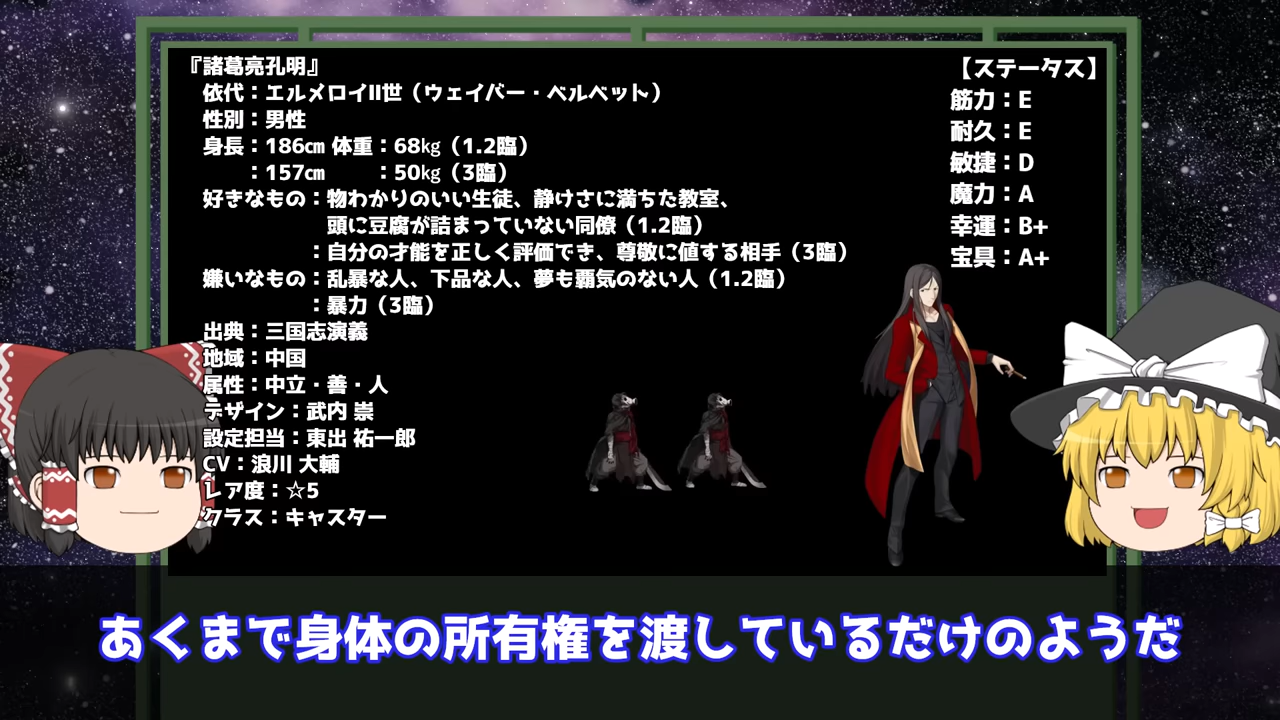 『諸葛亮孔明』
依代：エルメロイII世（ウェイバー・ベルベット）
性別：男性
身長：186㎝ 体重：68㎏（1.2臨）
：157㎝ ：50㎏（3臨）
好きなもの：物わかりのいい生徒、静けさに満ちた教室、
頭に豆腐が詰まっていない同僚（1.2臨）
：自分の才能を正しく評価でき、尊敬に値する相手（3臨）
嫌いなもの：乱暴な人、下品な人、夢も覇気のない人（1.2臨）
：暴力（3臨）
出典：三国志演義
地域：中国
属性：中立・善・人
デザイン：武内 崇
設定担当：東出 祐一郎
CV：浪川 大輔
レア度：☆5
クラス：キャスター
【ステータス】
筋力：E
耐久：E
敏捷：D
魔力：A
幸運：B+
宝具：A+
あくまで身体の所有権を渡しているだけのようだ